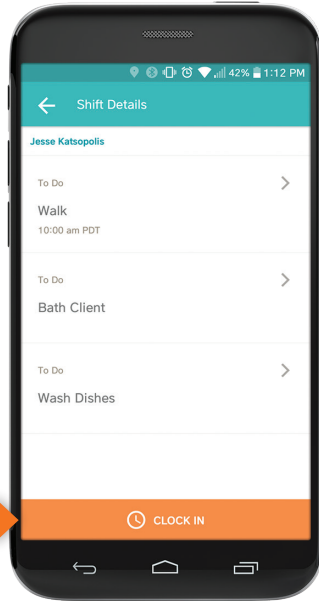 42% 1:12 PM
Shift Details
Jesse Katsopolis
To Do
Walk
10:00 am PDT
To Do
Bath Client
To Do
Wash Dishes
CLOCK IN